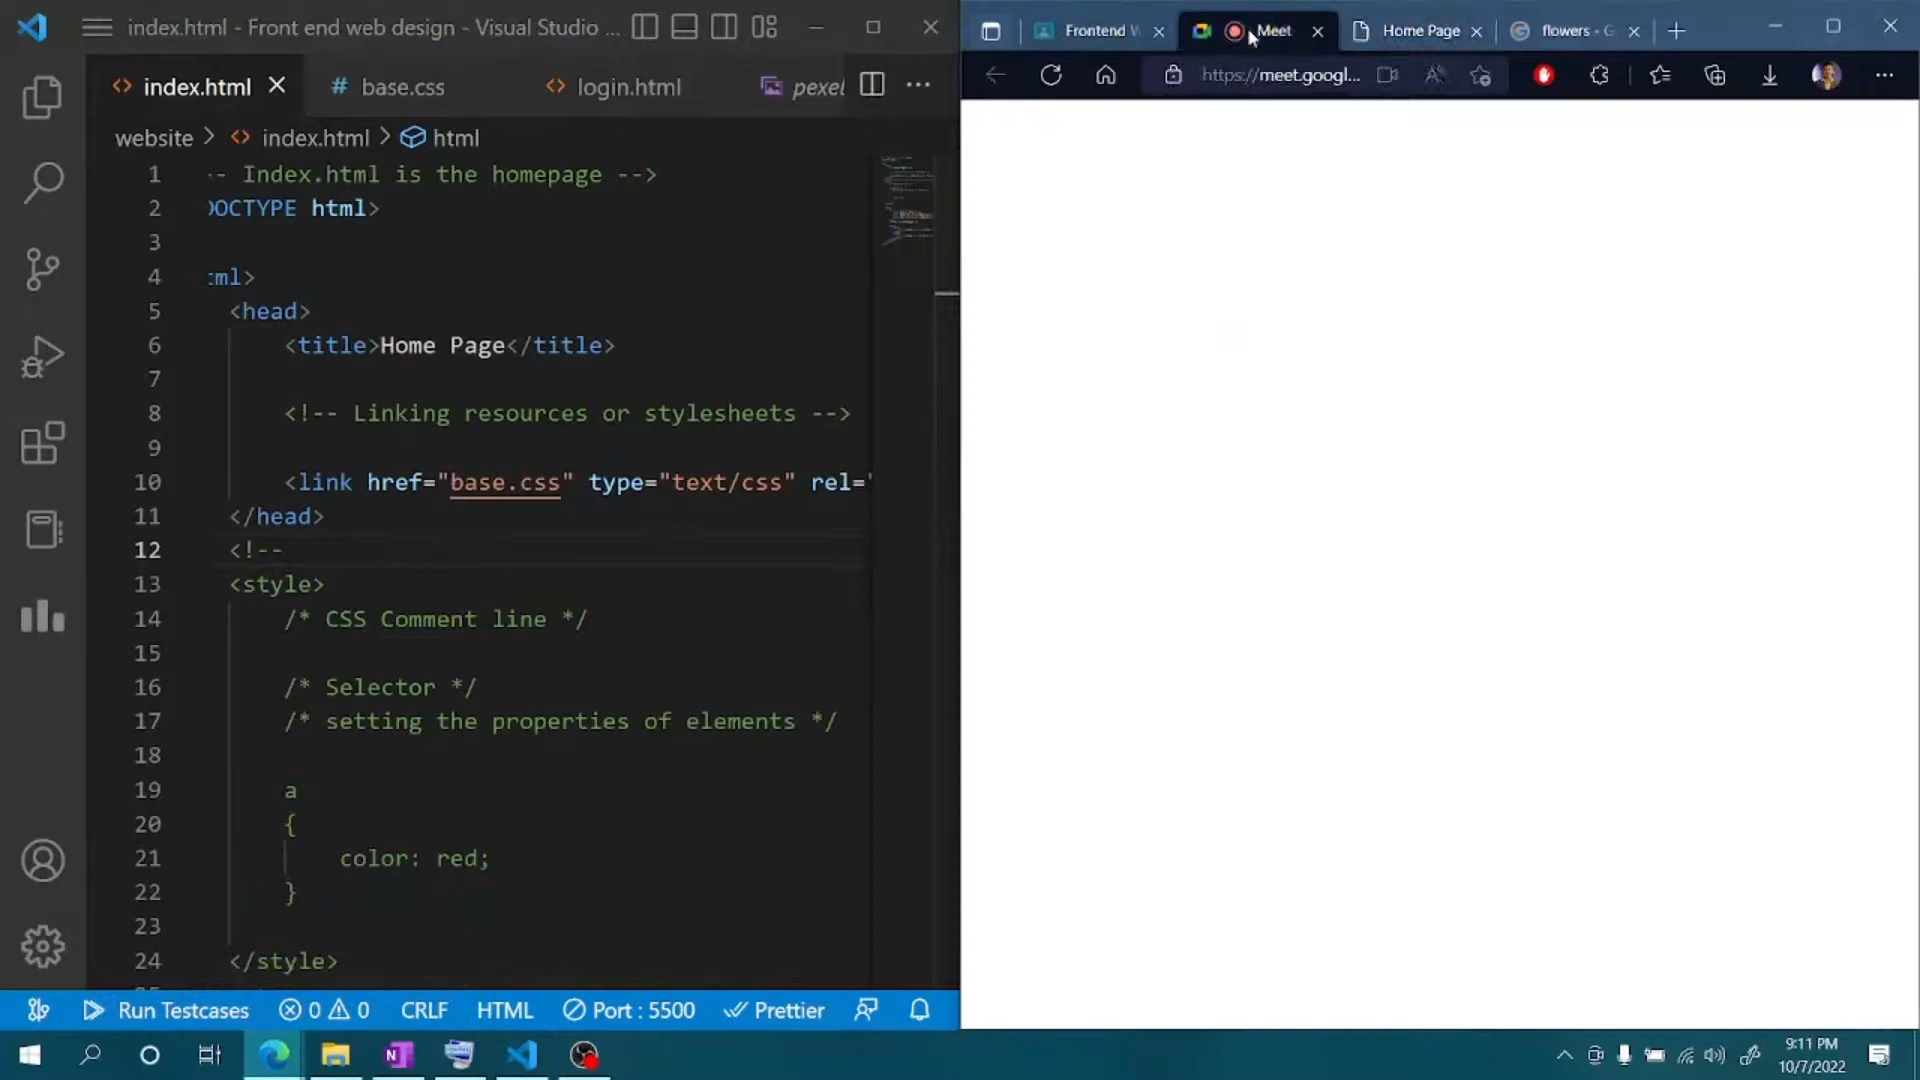 index.html - Front end web design - Visual Studio ...
index.html
base.css
login.html
pexel
website > index.html > html
1 -- Index.html is the homepage -->
2 DOCTYPE html>
3
4 tml>
5 <head>
6 <title>Home Page</title>
7
8 <!-- Linking resources or stylesheets -->
9
10 <link href="base.css" type="text/css" rel="
11 </head>
12 <!--
13 <style>
14 /* CSS Comment line */
15
16 /* Selector */
17 /* setting the properties of elements */
18
19 a
20 {
21 color: red;
22 }
23
24 </style>
Run Testcases 0 0 CRLF HTML Port : 5500 Prettier
Frontend W
Meet
Home Page
flowers - G
https://meet.googl...
9:11 PM
10/7/2022